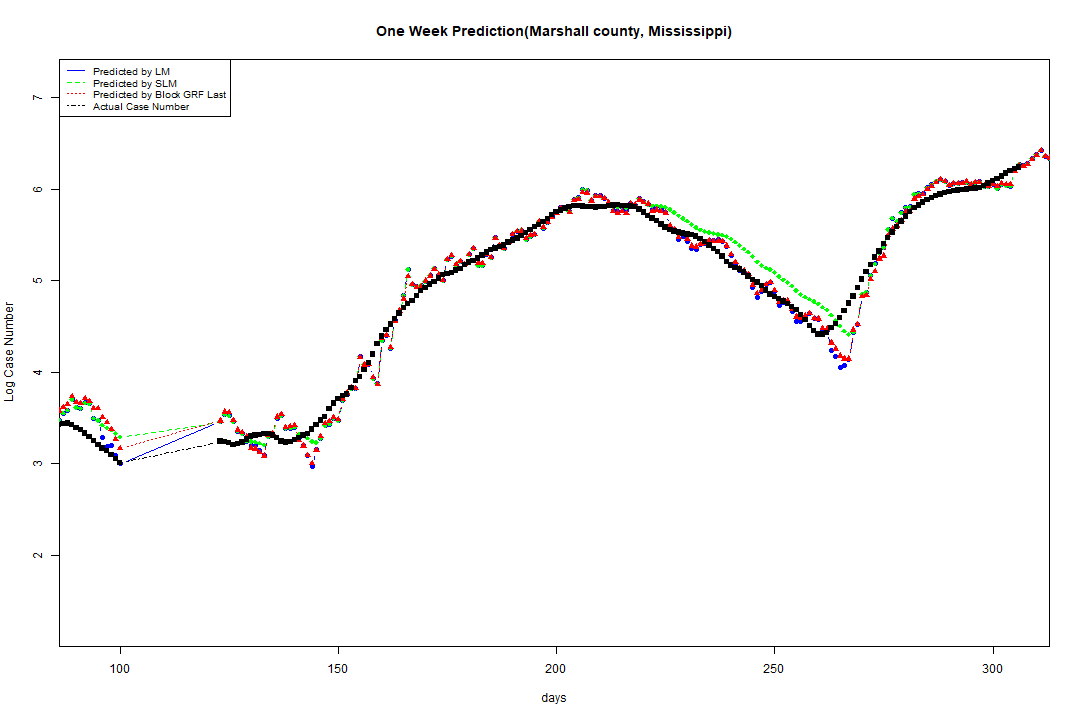 One Week Prediction(Marshall county, Mississippi)
Predicted by LM
Predicted by SLM
Predicted by Block GRF Last
Actual Case Number
7
6
5
4
3
2
Log Case Number
100
150
200
250
300
days